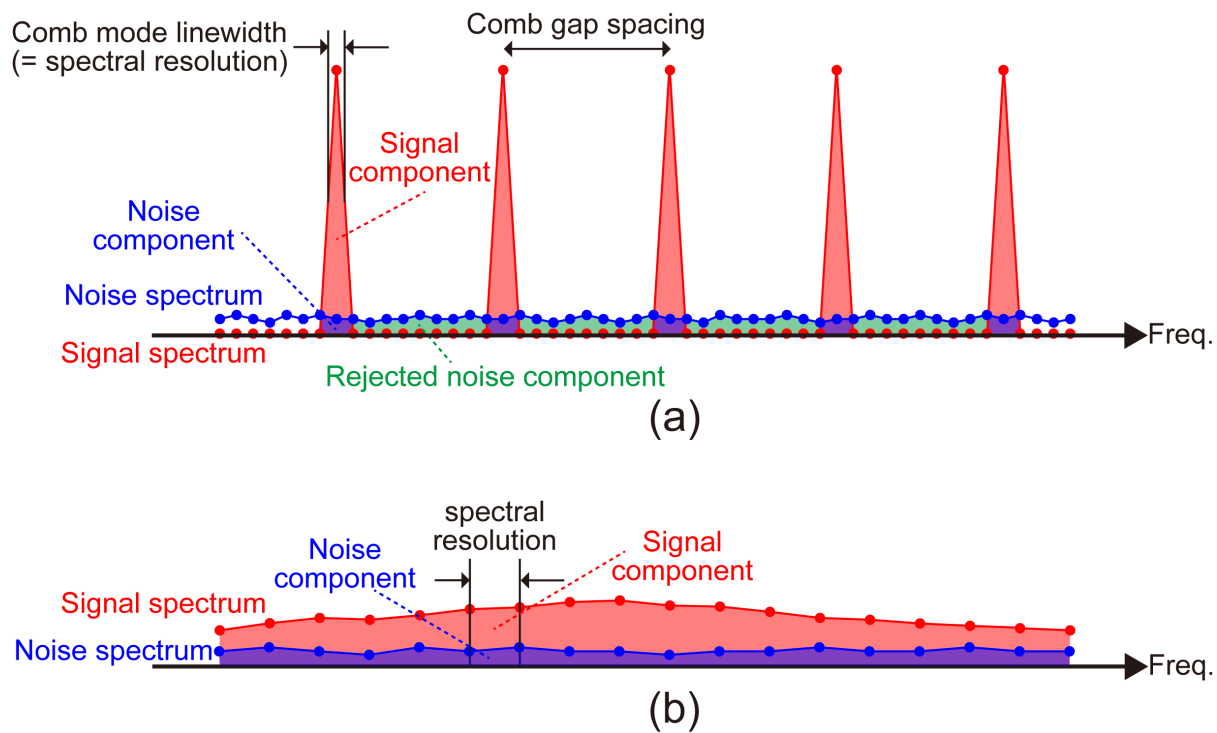 Comb mode linewidth
(= spectral resolution)
Comb gap spacing
Signal
component
Noise
component
Noise spectrum
Signal spectrum
Freq.
Rejected noise component
(a)
spectral
resolution
Noise
component
Signal
component
Signal spectrum
Noise spectrum
Freq.
(b)